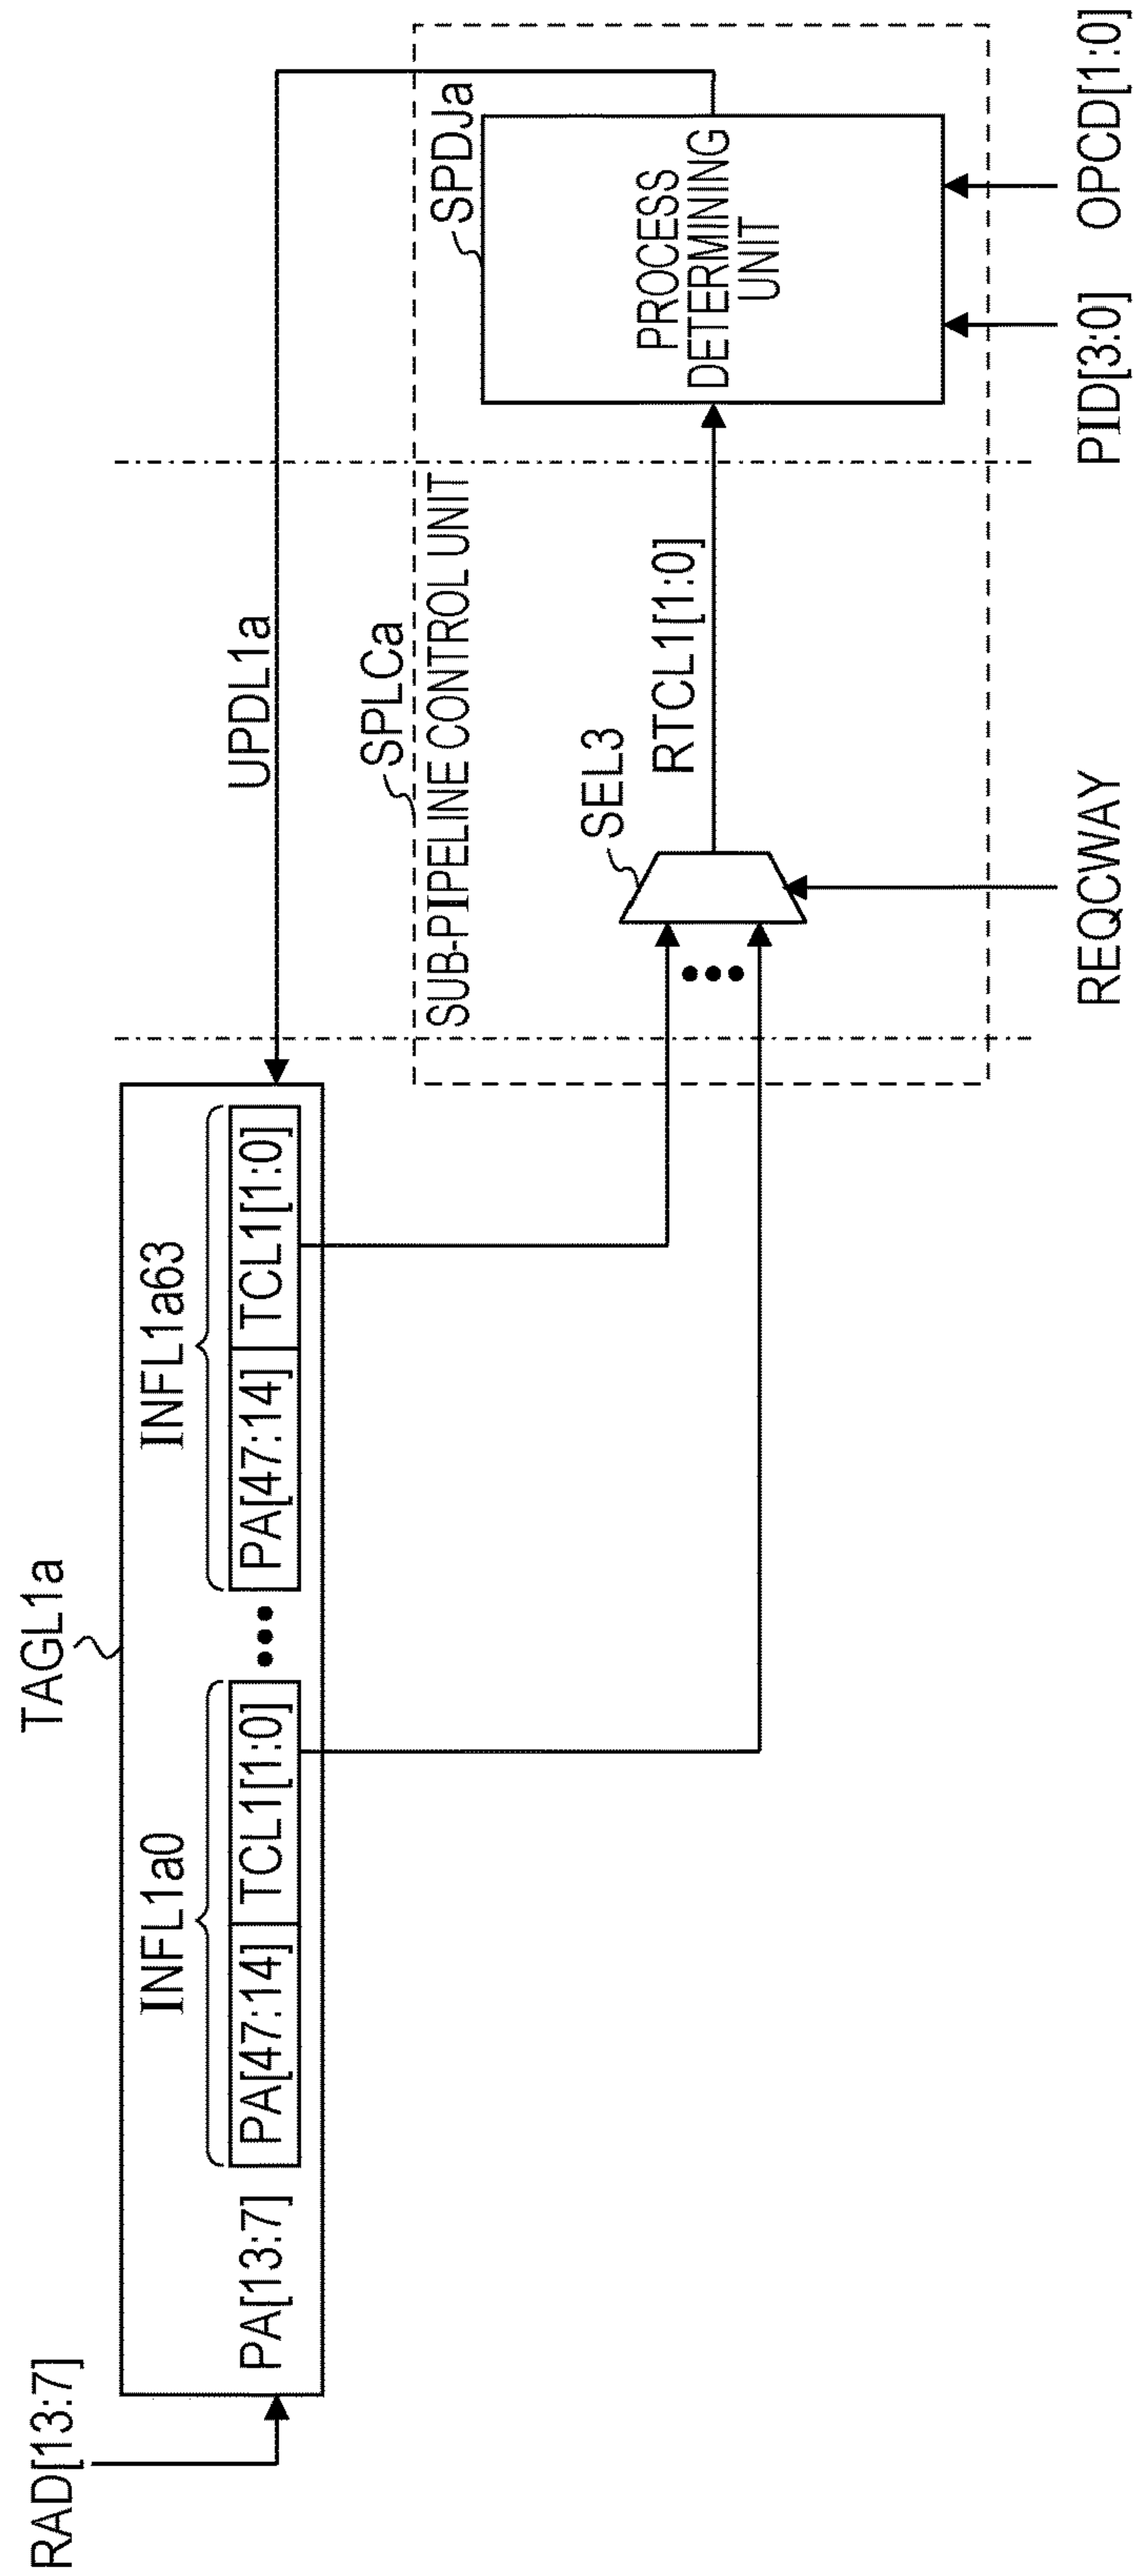 RAD[13:7]
TAGL1a
INFL1a0
INFL1a63
PA[13:7]
PA[47:14]
TCL1[1:0]
PA[47:14]
TCL1[1:0]
UPDL1a
SPLCa
SUB-PIPELINE CONTROL UNIT
SPDJa
SEL3
RTCL1[1:0]
PROCESS
DETERMINING
UNIT
REQCWAY
PID[3:0]
OPCD[1:0]